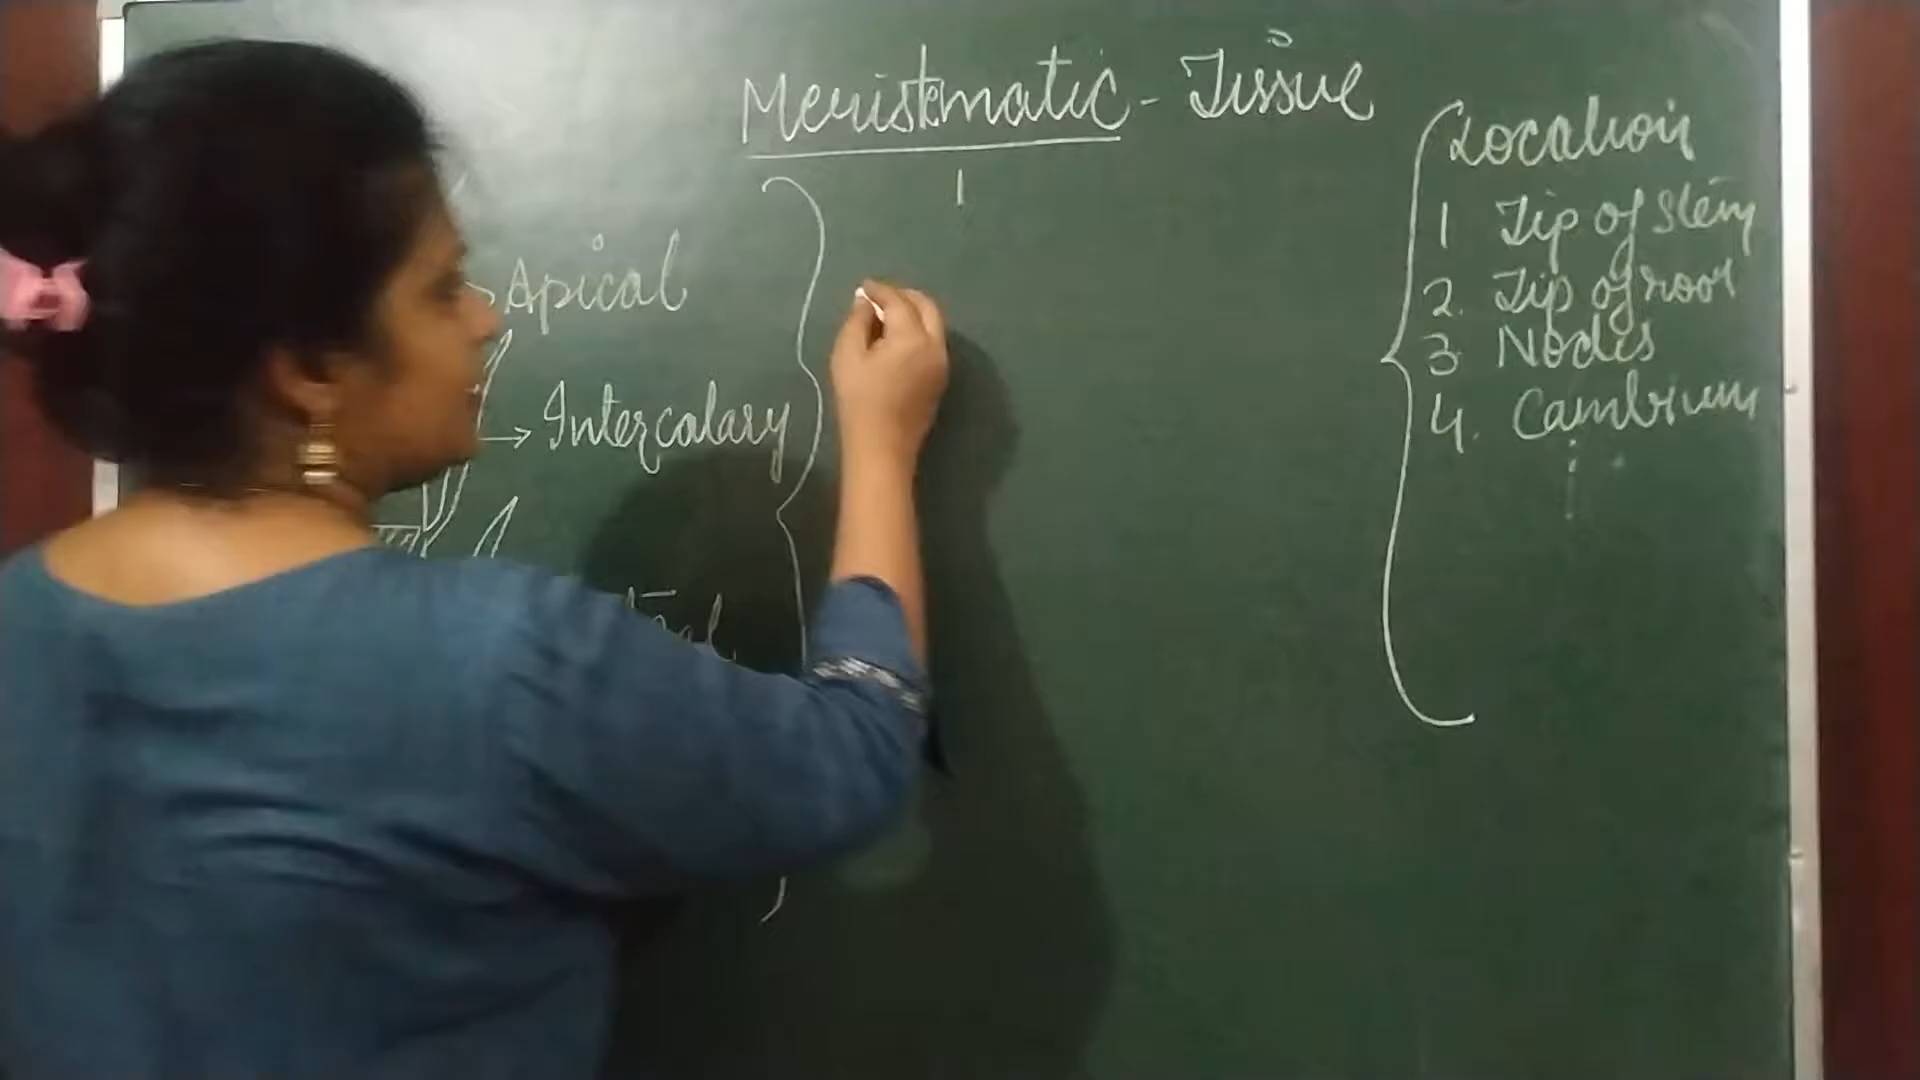 Meristematic - Tissue
Apical
Intercalary
Location
1 Tip of stem
2. Tip of root
3 Nodes
4. Cambium